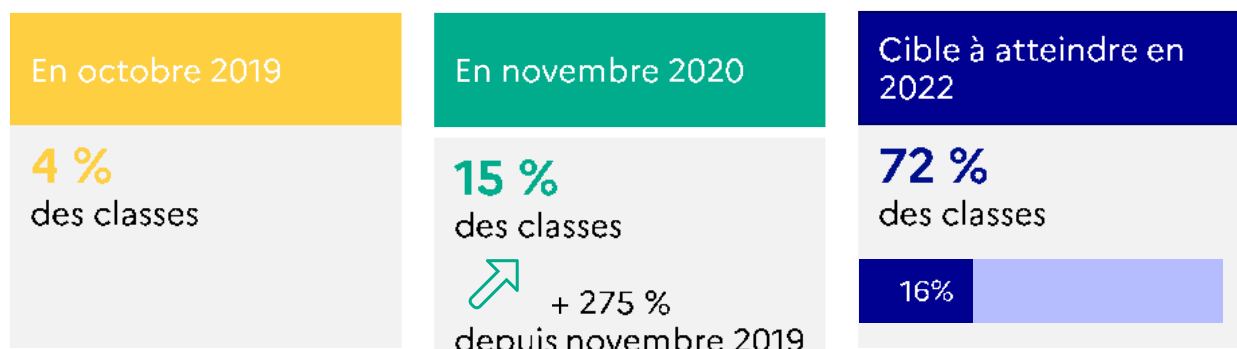 En octobre 2019
4 %
des classes
En novembre 2020
15 %
des classes
+ 275 %
depuis novembre 2019
Cible à atteindre en
2022
72 %
des classes
16%